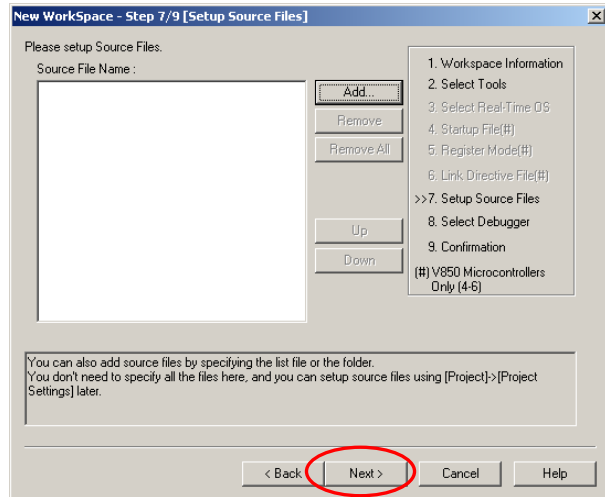 New WorkSpace - Step 7/9 [Setup Source Files]
Please setup Source Files.
Source File Name :
Add...
Remove
Remove All
Up
Down
1. Workspace Information
2. Select Tools
3. Select Real-Time OS
4. Startup File(#)
5. Register Mode(#)
6. Link Directive File(#)
>>7. Setup Source Files
8. Select Debugger
9. Confirmation
(#) V850 Microcontrollers
Only (4-6)
You can also add source files by specifying the list file or the folder.
You don't need to specify all the files here, and you can setup source files using [Project]->[Project
Settings] later.
< Back
Next >
Cancel
Help